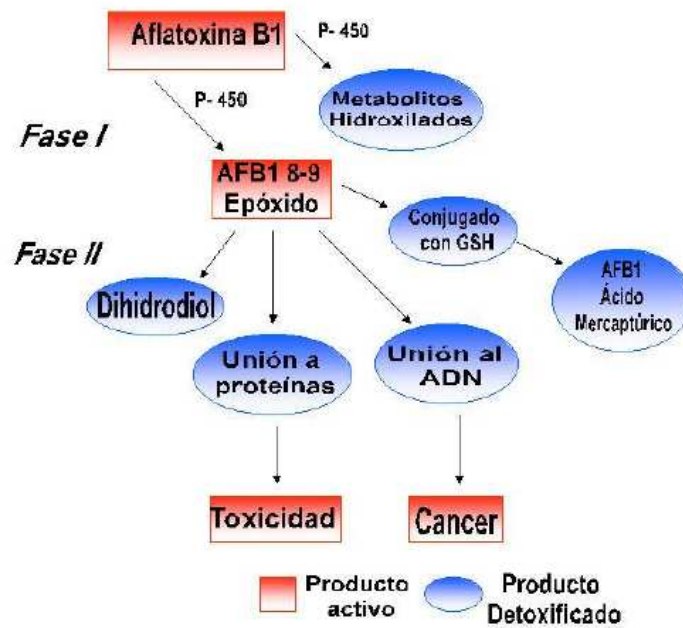 Aflatoxina B1
P- 450
P- 450
Metabolitos
Hidroxilados
Fase I
AFB1 8-9
Epóxido
Conjugado
con GSH
Fase II
AFB1
Ácido
Mercaptúrico
Dihidrodiol
Unión a
proteínas
Unión al
ADN
Toxicidad
Cancer
Producto
activo
Producto
Detoxificado